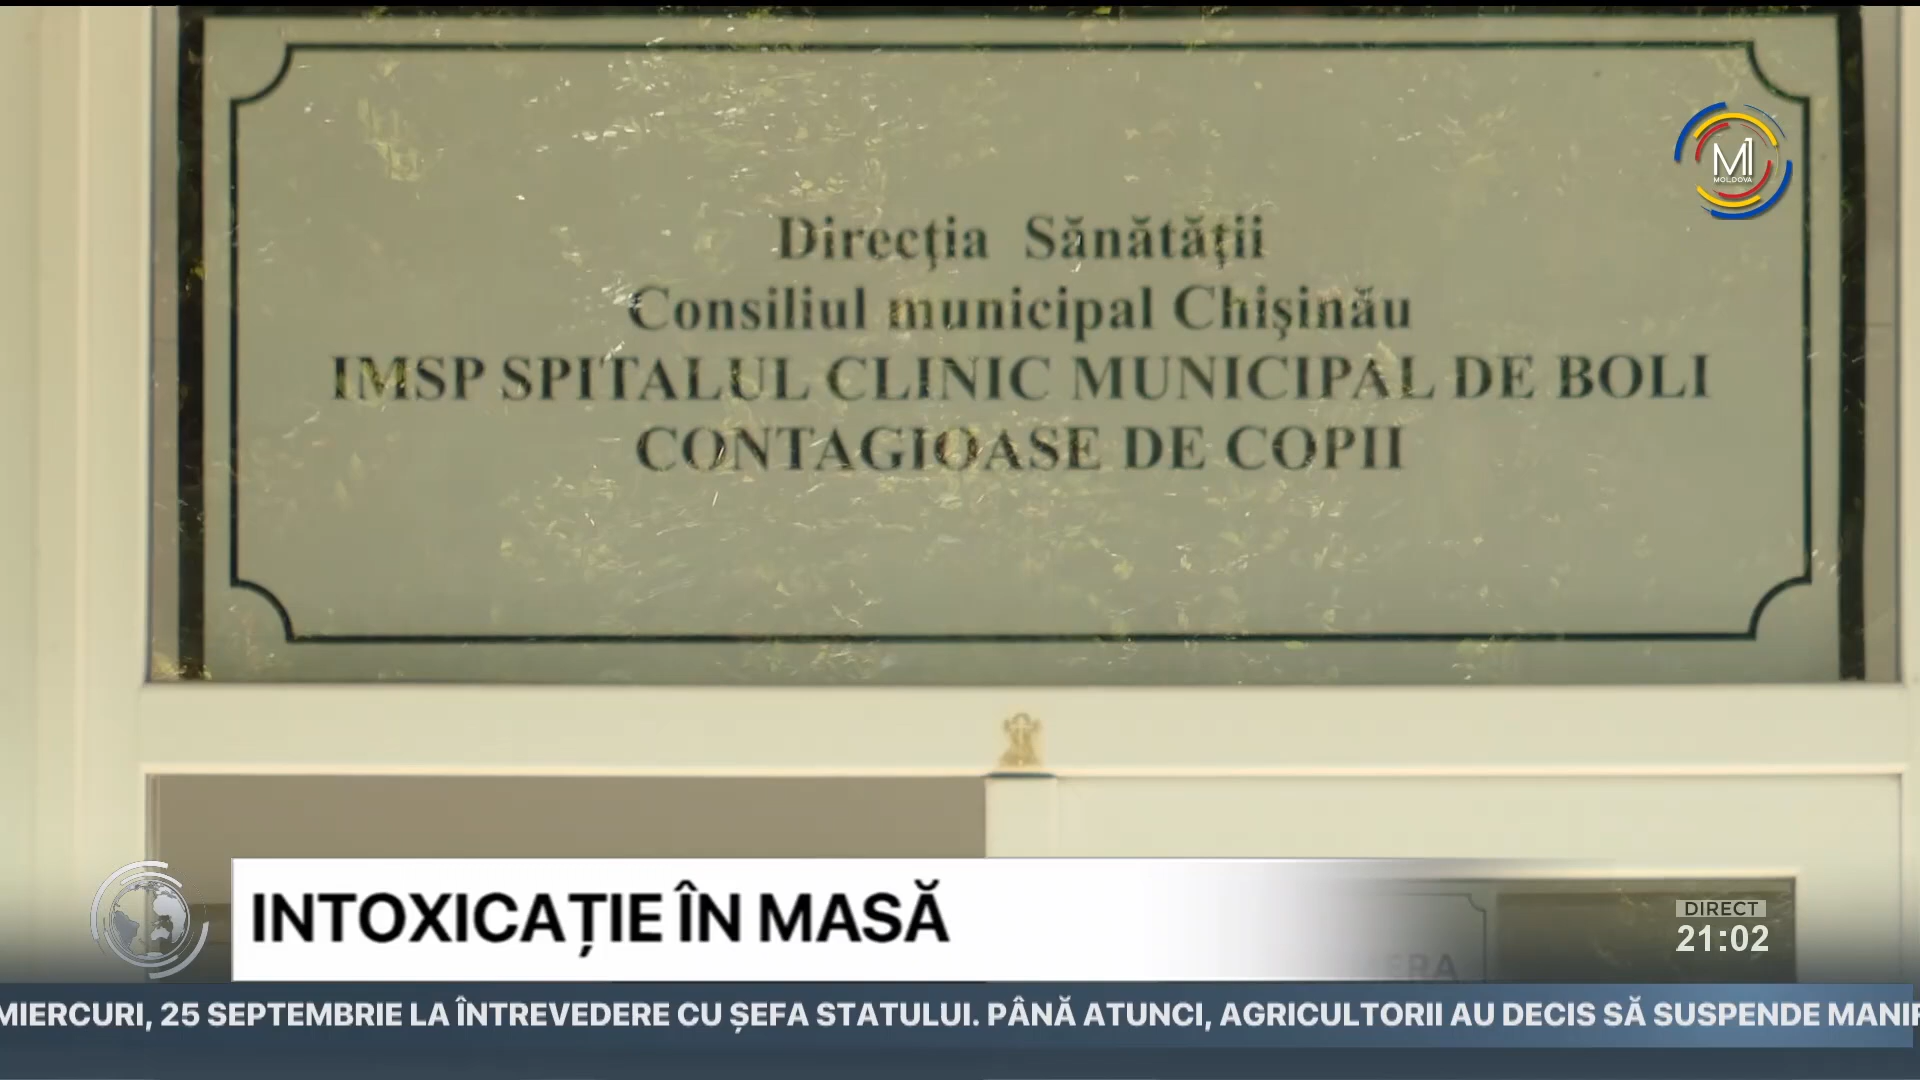 M1
MOLDOVA
Direcţia Sănătăţii
Consiliul municipal Chişinău
IMSP SPITALUL CLINIC MUNICIPAL DE BOLI
CONTAGIOASE DE COPII
INTOXICAȚIE ÎN MASĂ
DIRECT
21:02
MIERCURI, 25 SEPTEMBRIE LA ÎNTREVEDERE CU ȘEFA STATULUI. PÂNĂ ATUNCI, AGRICULTORII AU DECIS SĂ SUSPENDE